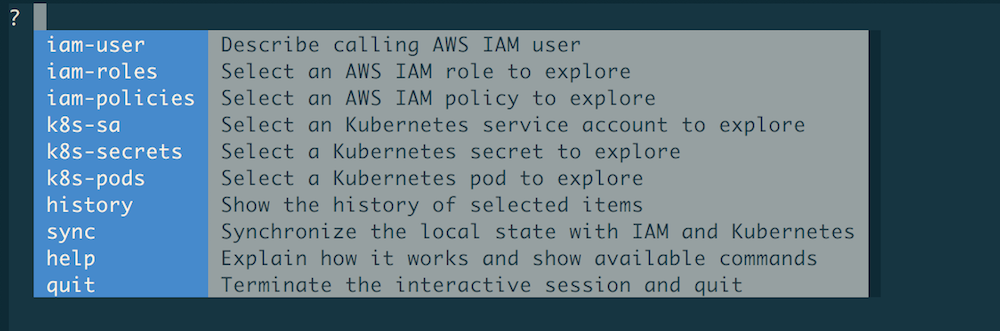 ?
iam-user Describe calling AWS IAM user
iam-roles Select an AWS IAM role to explore
iam-policies Select an AWS IAM policy to explore
k8s-sa Select an Kubernetes service account to explore
k8s-secrets Select a Kubernetes secret to explore
k8s-pods Select a Kubernetes pod to explore
history Show the history of selected items
sync Synchronize the local state with IAM and Kubernetes
help Explain how it works and show available commands
quit Terminate the interactive session and quit